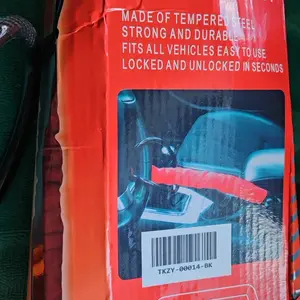 MADE OF TEMPERED STEEL
STRONG AND DURABLE
FITS ALL VEHICLES EASY TO USE
LOCKED AND UNLOCKED IN SECONDS
TKZY-00014-BK